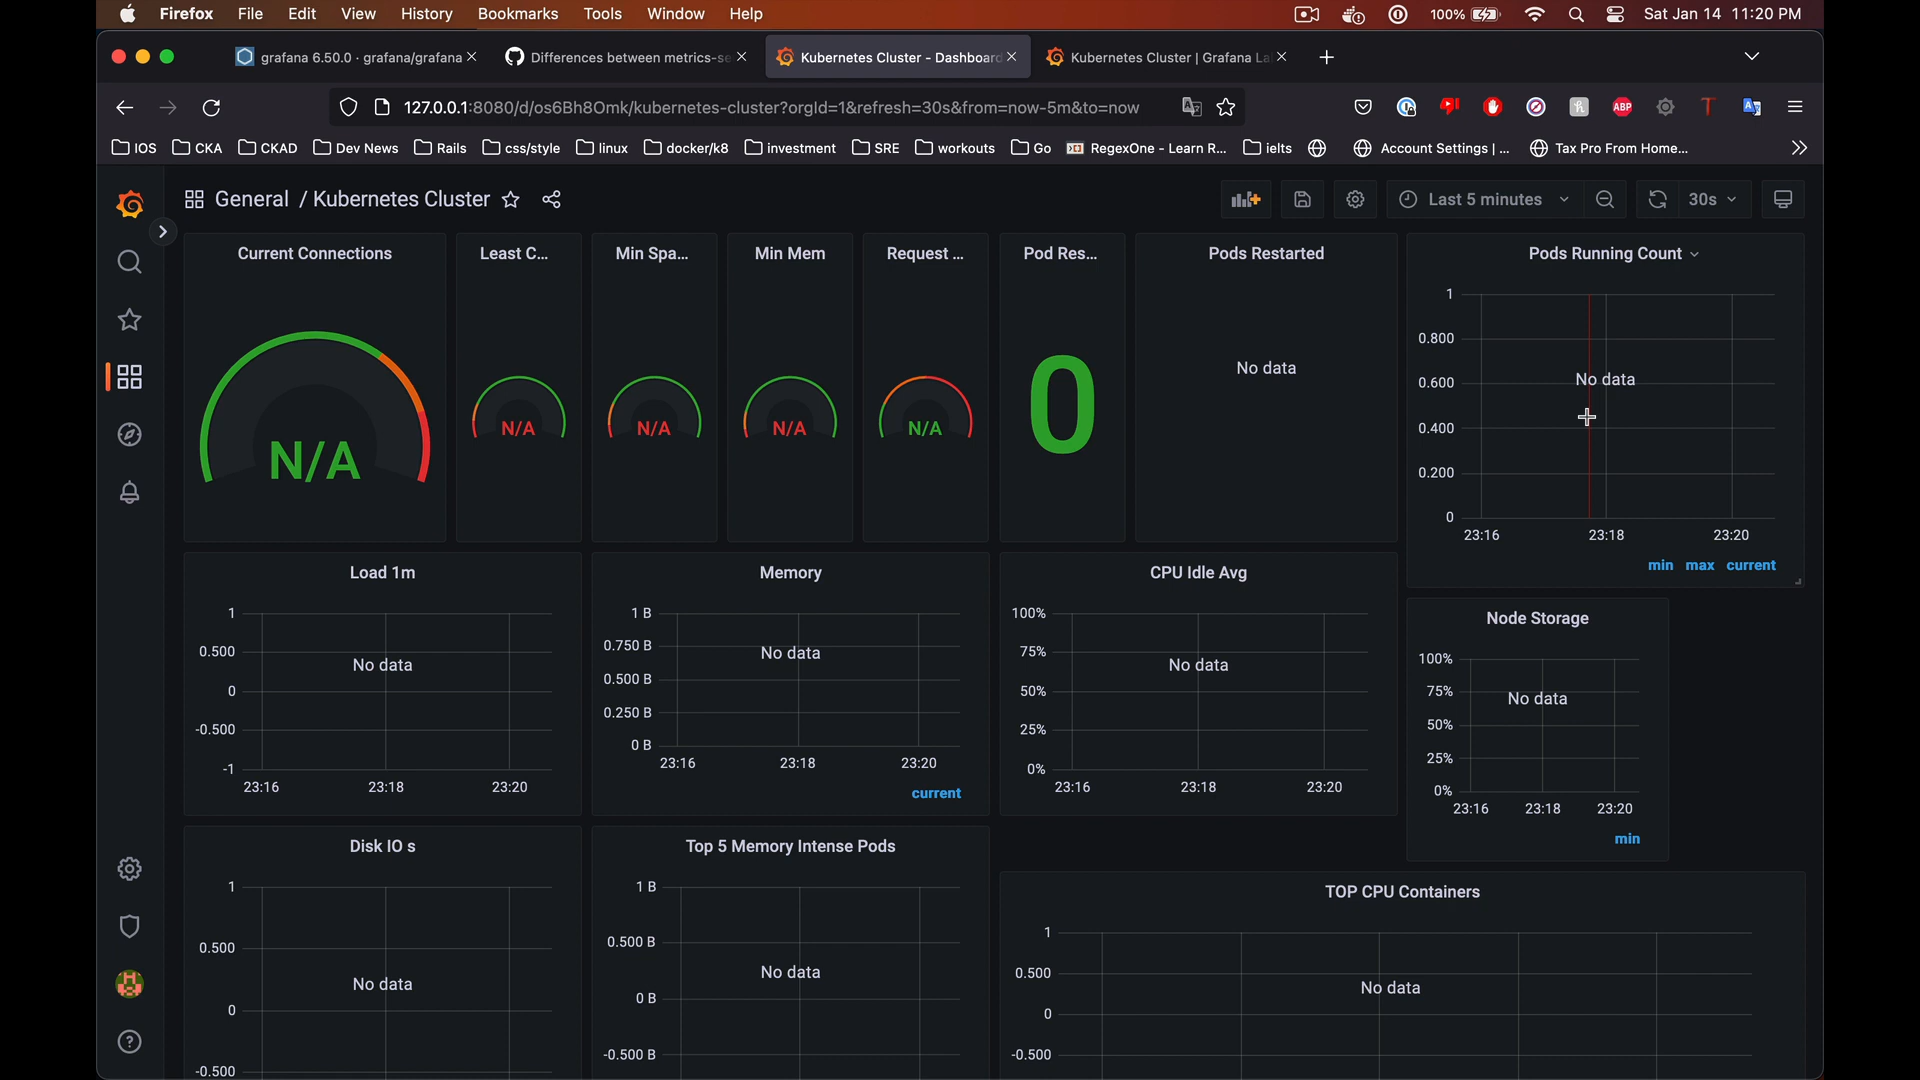 Firefox File Edit View History Bookmarks Tools Window Help 100% Sat Jan 14 11:20 PM
grafana 6.50.0 · grafana/grafana Differences between metrics-se Kubernetes Cluster - Dashboard Kubernetes Cluster | Grafana La
127.0.0.1:8080/d/os6Bh8Omk/kubernetes-cluster?orgId=1&refresh=30s&from=now-5m&to=now ABP
IOS CKA CKAD Dev News Rails css/style linux docker/k8 investment SRE workouts Go RegexOne - Learn R... ielts Account Settings | ... Tax Pro From Home...
General / Kubernetes Cluster Last 5 minutes 30s
Current Connections Least C... Min Spa... Min Mem Request ... Pod Res... Pods Restarted Pods Running Count
N/A
N/A
N/A
N/A
N/A
0
No data
1
0.800
0.600
0.400
0.200
0
No data
23:16 23:18 23:20
min max current
Load 1m
1
0.500
0
-0.500
-1
No data
23:16 23:18 23:20
Memory
1 B
0.750 B
0.500 B
0.250 B
0 B
No data
23:16 23:18 23:20
current
CPU Idle Avg
100%
75%
50%
25%
0%
No data
23:16 23:18 23:20
Node Storage
100%
75%
50%
25%
0%
No data
23:16 23:18 23:20
min
Disk IO s
1
0.500
0
-0.500
No data
Top 5 Memory Intense Pods
1 B
0.500 B
0 B
-0.500 B
No data
TOP CPU Containers
1
0.500
0
-0.500
No data